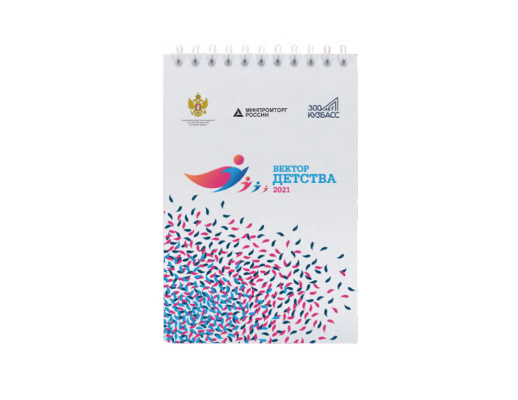 МИНПРОМТОРГ
РОССИИ
300
КУЗБАСС
ВЕКТОР
ДЕТСТВА
2021